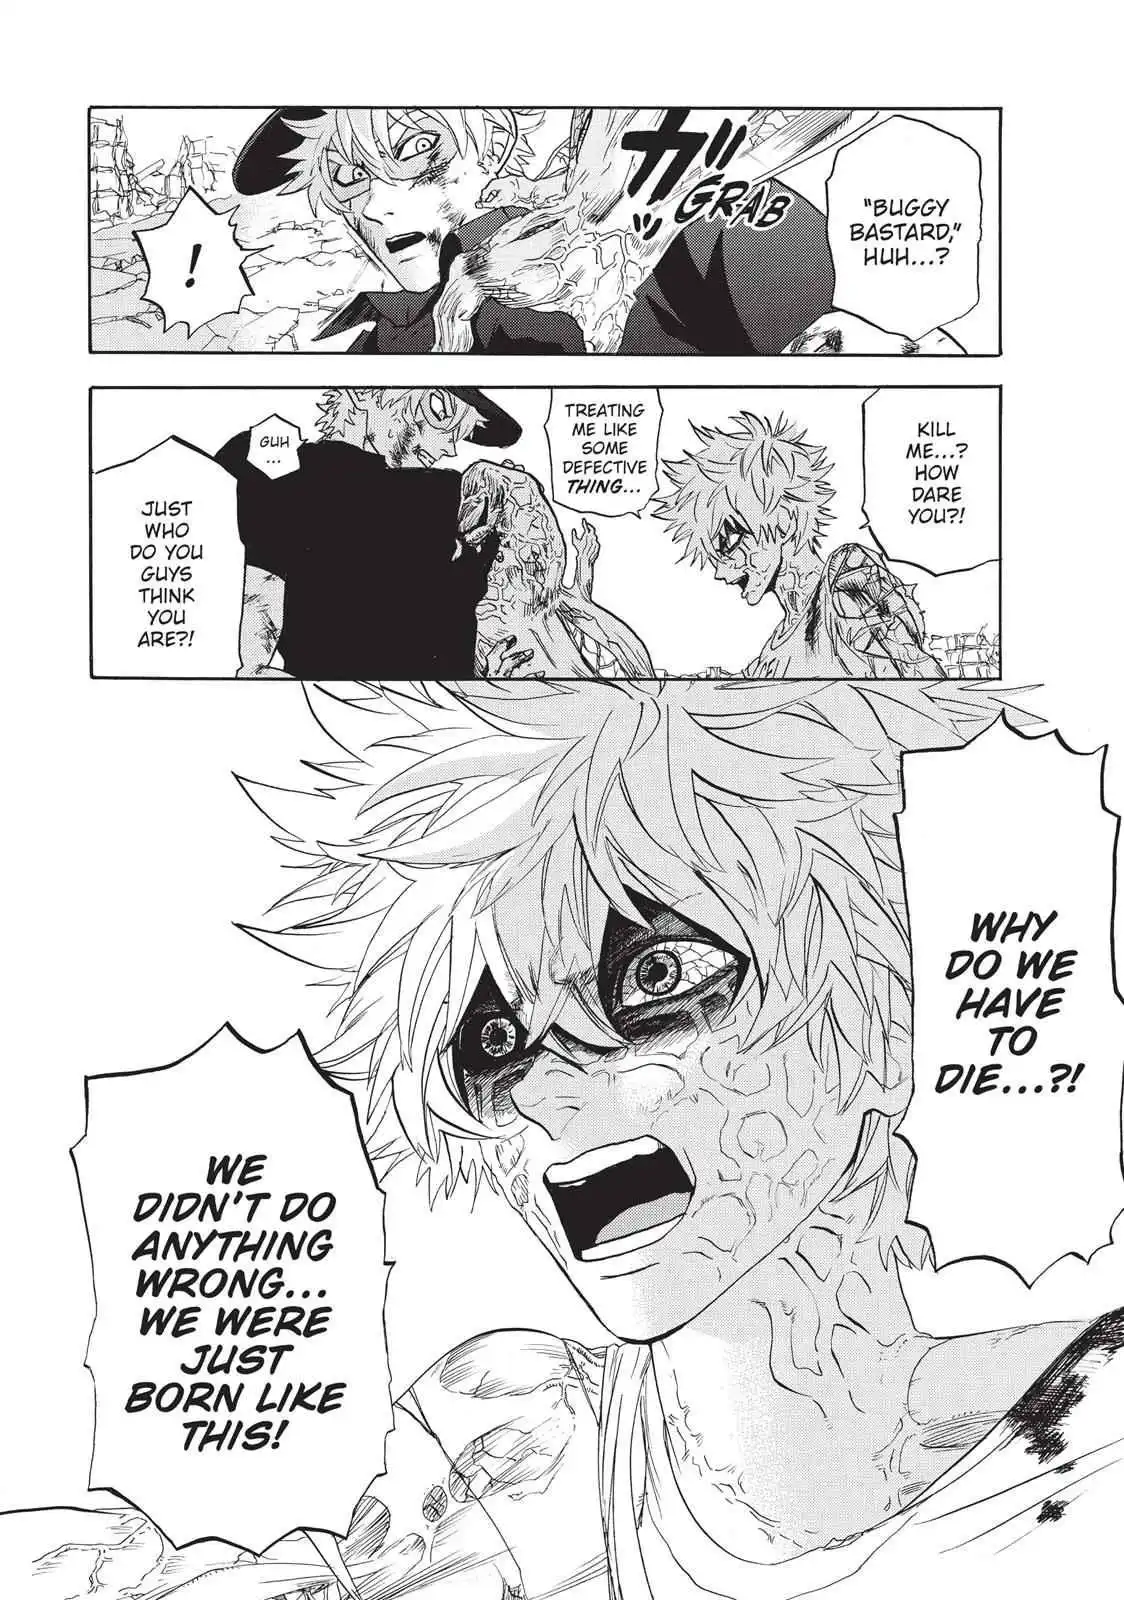 "BUGGY
BASTARD,"
HUH...?
ガガッ
GRAB
!
KILL
ME...?
HOW
DARE
YOU?!
TREATING
ME LIKE
SOME
DEFECTIVE
THING...
GUH
...
JUST
WHO
DO YOU
GUYS
THINK
YOU
ARE?!
WHY
DO WE
HAVE
TO
DIE...?!
WE
DIDN'T DO
ANYTHING
WRONG...
WE WERE
JUST
BORN LIKE
THIS!